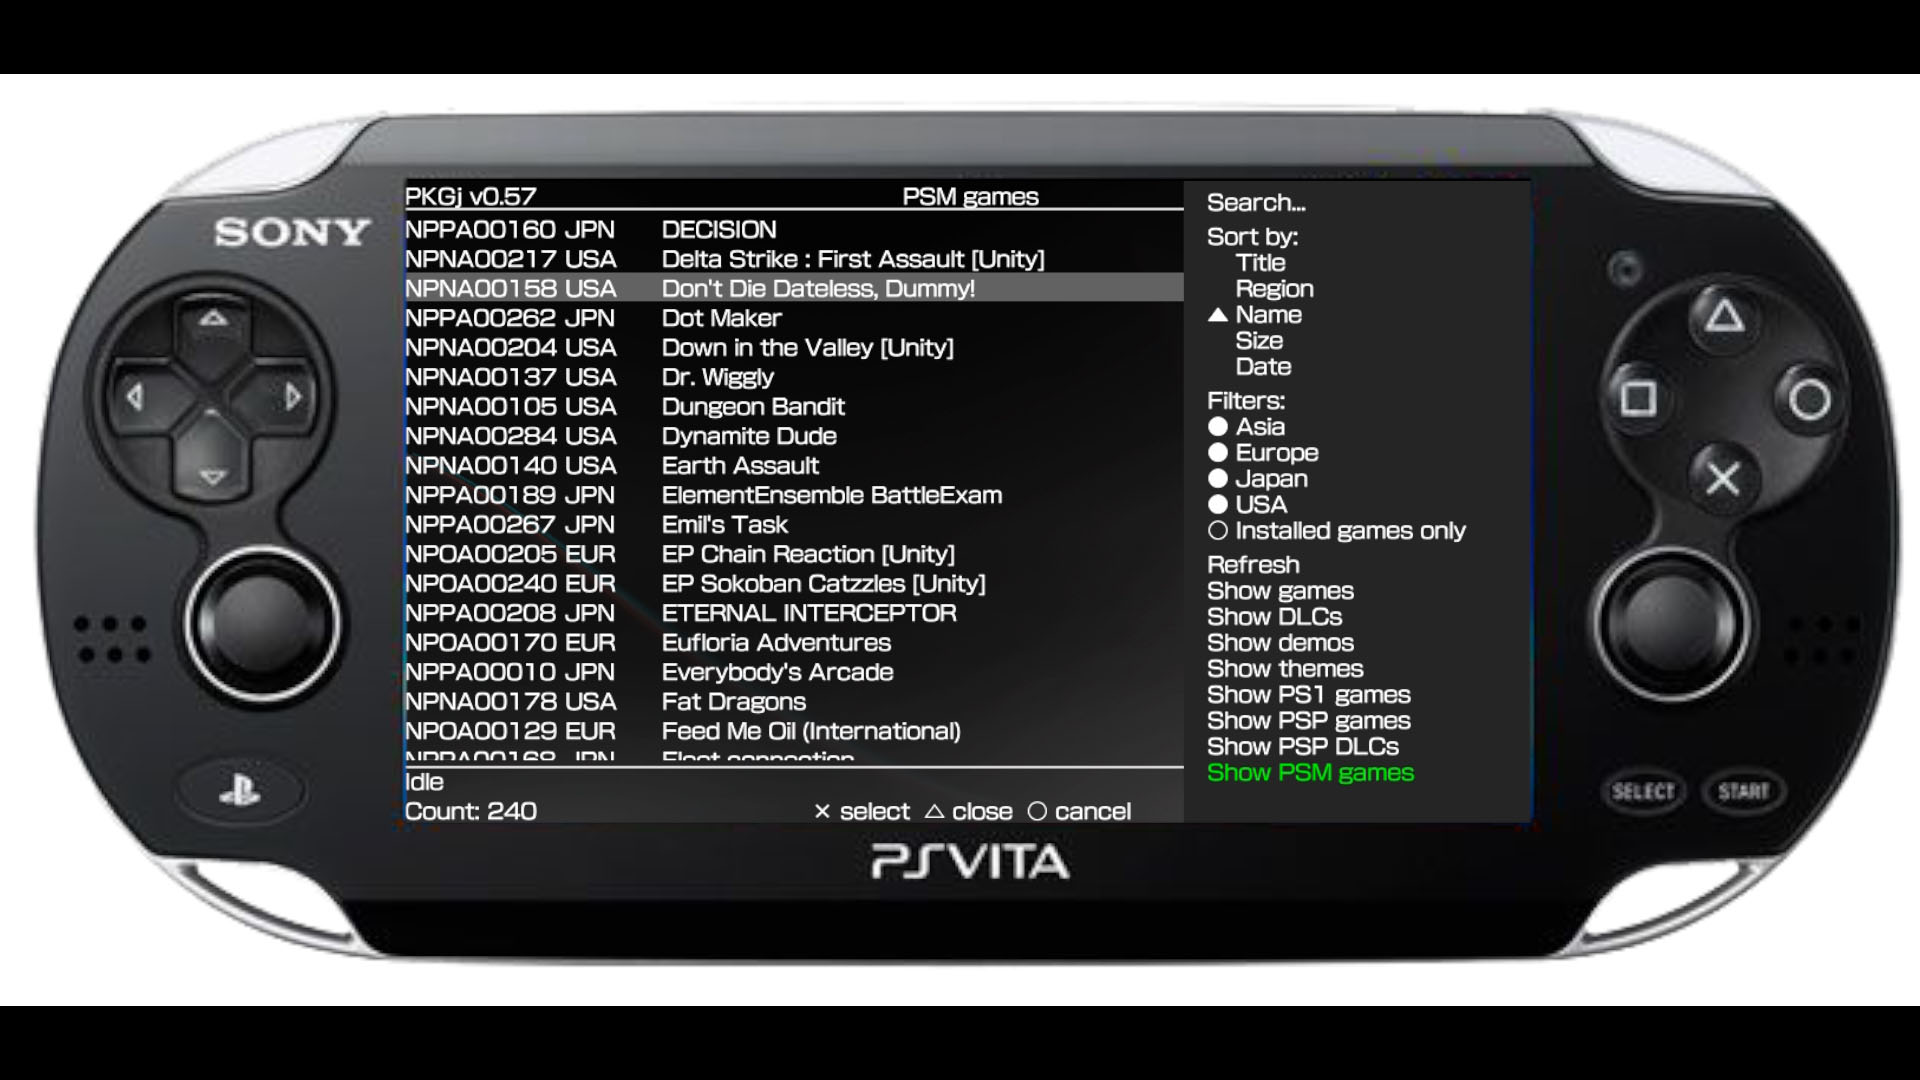 SONY
PKGj v0.57 PSM games
NPPA00160 JPN DECISION
NPNA00217 USA Delta Strike : First Assault [Unity]
NPNA00158 USA Don't Die Dateless, Dummy!
NPPA00262 JPN Dot Maker
NPNA00204 USA Down in the Valley [Unity]
NPNA00137 USA Dr. Wiggly
NPNA00105 USA Dungeon Bandit
NPNA00284 USA Dynamite Dude
NPNA00140 USA Earth Assault
NPPA00189 JPN ElementEnsemble BattleExam
NPPA00267 JPN Emil's Task
NPOA00205 EUR EP Chain Reaction [Unity]
NPOA00240 EUR EP Sokoban Catzzles [Unity]
NPPA00208 JPN ETERNAL INTERCEPTOR
NPOA00170 EUR Eufloria Adventures
NPPA00010 JPN Everybody's Arcade
NPNA00178 USA Fat Dragons
NPOA00129 EUR Feed Me Oil (International)
Idle
Count: 240 × select △ close ○ cancel
Search...
Sort by:
Title
Region
▲ Name
Size
Date
Filters:
● Asia
● Europe
● Japan
● USA
○ Installed games only
Refresh
Show games
Show DLCs
Show demos
Show themes
Show PS1 games
Show PSP games
Show PSP DLCs
Show PSM games
SELECT START
PSVITA